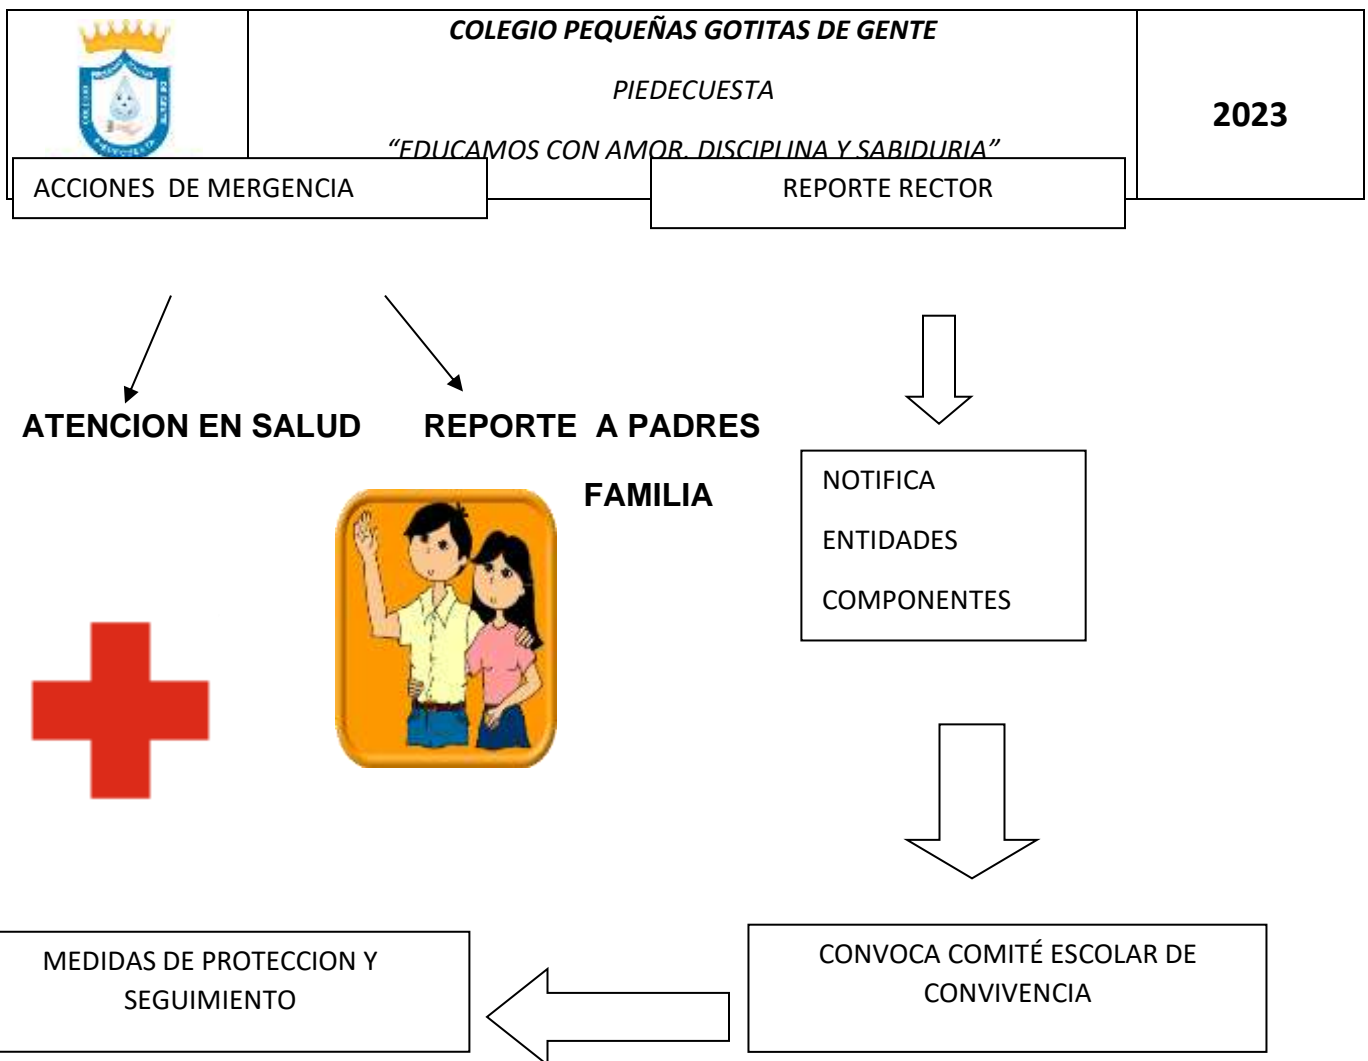 COLEGIO PEQUEÑAS GOTITAS DE GENTE
PIEDECUESTA
“EDUCAMOS CON AMOR, DISCIPLINA Y SABIDURIA”
2023
ACCIONES DE MERGENCIA
REPORTE RECTOR
ATENCION EN SALUD
REPORTE A PADRES
FAMILIA
NOTIFICA
ENTIDADES
COMPONENTES
MEDIDAS DE PROTECCION Y
SEGUIMIENTO
CONVOCA COMITÉ ESCOLAR DE
CONVIVENCIA